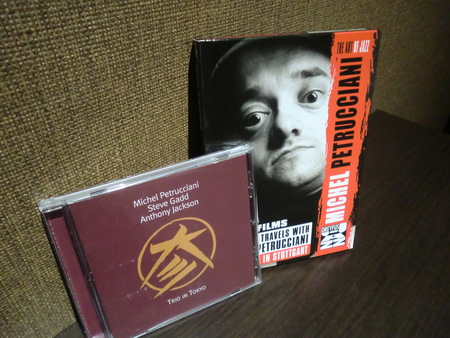 Michel Petrucciani
Steve Gadd
Anthony Jackson
TRIO IN TOKYO
THE ART OF JAZZ
MICHEL PETRUCCIANI
FILMS
TRAVELS WITH
PETRUCCIANI
IN STUTTGART